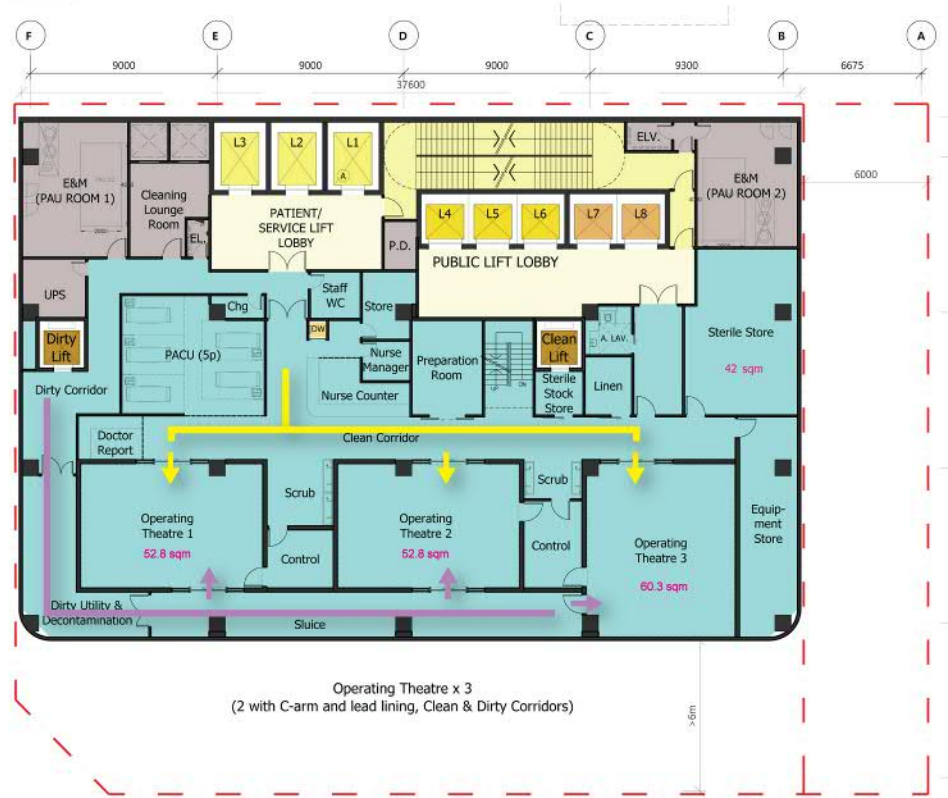 F
E
D
C
B
A
9000
9000
9000
9300
6675
37600
6000
L3
L2
L1
A
ELV.
E&M
(PAU ROOM 1)
Cleaning
Lounge
Room
EL.
PATIENT/
SERVICE LIFT
LOBBY
P.D.
L4
L5
L6
L7
L8
E&M
(PAU ROOM 2)
PUBLIC LIFT LOBBY
UPS
Chg
Staff
WC
Store
DW
Dirty
Lift
PACU (5p)
Nurse
Manager
Preparation
Room
Clean
Lift
A. LAV.
Sterile Store
42 sqm
Dirty Corridor
Nurse Counter
Sterile
Stock
Store
Linen
Doctor
Report
Clean Corridor
Scrub
Scrub
Operating
Theatre 1
52.8 sqm
Control
Operating
Theatre 2
52.8 sqm
Control
Operating
Theatre 3
60.3 sqm
Equip-
ment
Store
Dirty Utility &
Decontamination
Sluice
Operating Theatre x 3
(2 with C-arm and lead lining, Clean & Dirty Corridors)
>6m